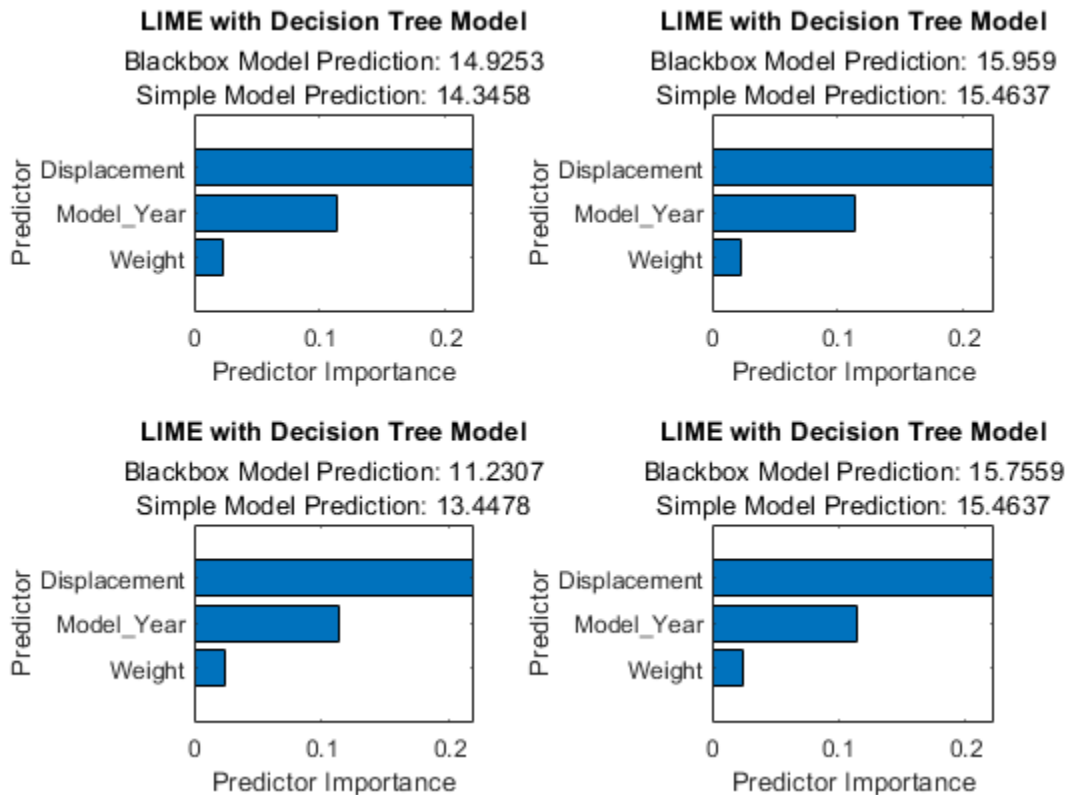 LIME with Decision Tree Model
Blackbox Model Prediction: 14.9253
Simple Model Prediction: 14.3458
Predictor
Displacement
Model_Year
Weight
0 0.1 0.2
Predictor Importance
LIME with Decision Tree Model
Blackbox Model Prediction: 15.959
Simple Model Prediction: 15.4637
Predictor
Displacement
Model_Year
Weight
0 0.1 0.2
Predictor Importance
LIME with Decision Tree Model
Blackbox Model Prediction: 11.2307
Simple Model Prediction: 13.4478
Predictor
Displacement
Model_Year
Weight
0 0.1 0.2
Predictor Importance
LIME with Decision Tree Model
Blackbox Model Prediction: 15.7559
Simple Model Prediction: 15.4637
Predictor
Displacement
Model_Year
Weight
0 0.1 0.2
Predictor Importance